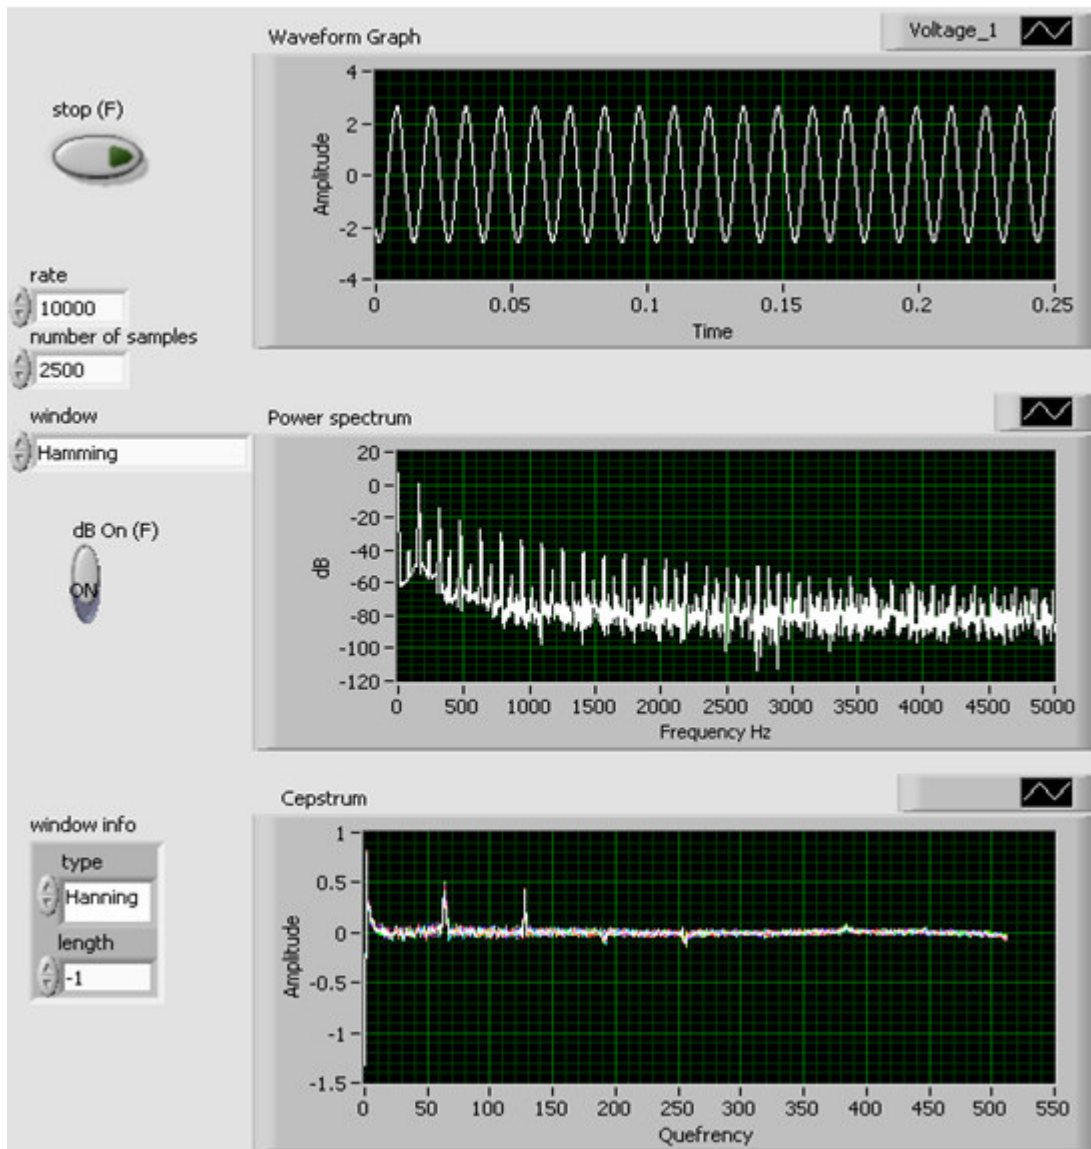 Waveform Graph
Voltage_1
stop (F)
4
2
0
-2
-4
Amplitude
0 0.05 0.1 0.15 0.2 0.25
Time
rate
10000
number of samples
2500
window
Hamming
dB On (F)
ON
Power spectrum
20
0
-20
-40
-60
-80
-100
-120
dB
0 500 1000 1500 2000 2500 3000 3500 4000 4500 5000
Frequency Hz
Cepstrum
window info
type
Hanning
length
-1
1
0.5
0
-0.5
-1
-1.5
Amplitude
0 50 100 150 200 250 300 350 400 450 500 550
Quefrency